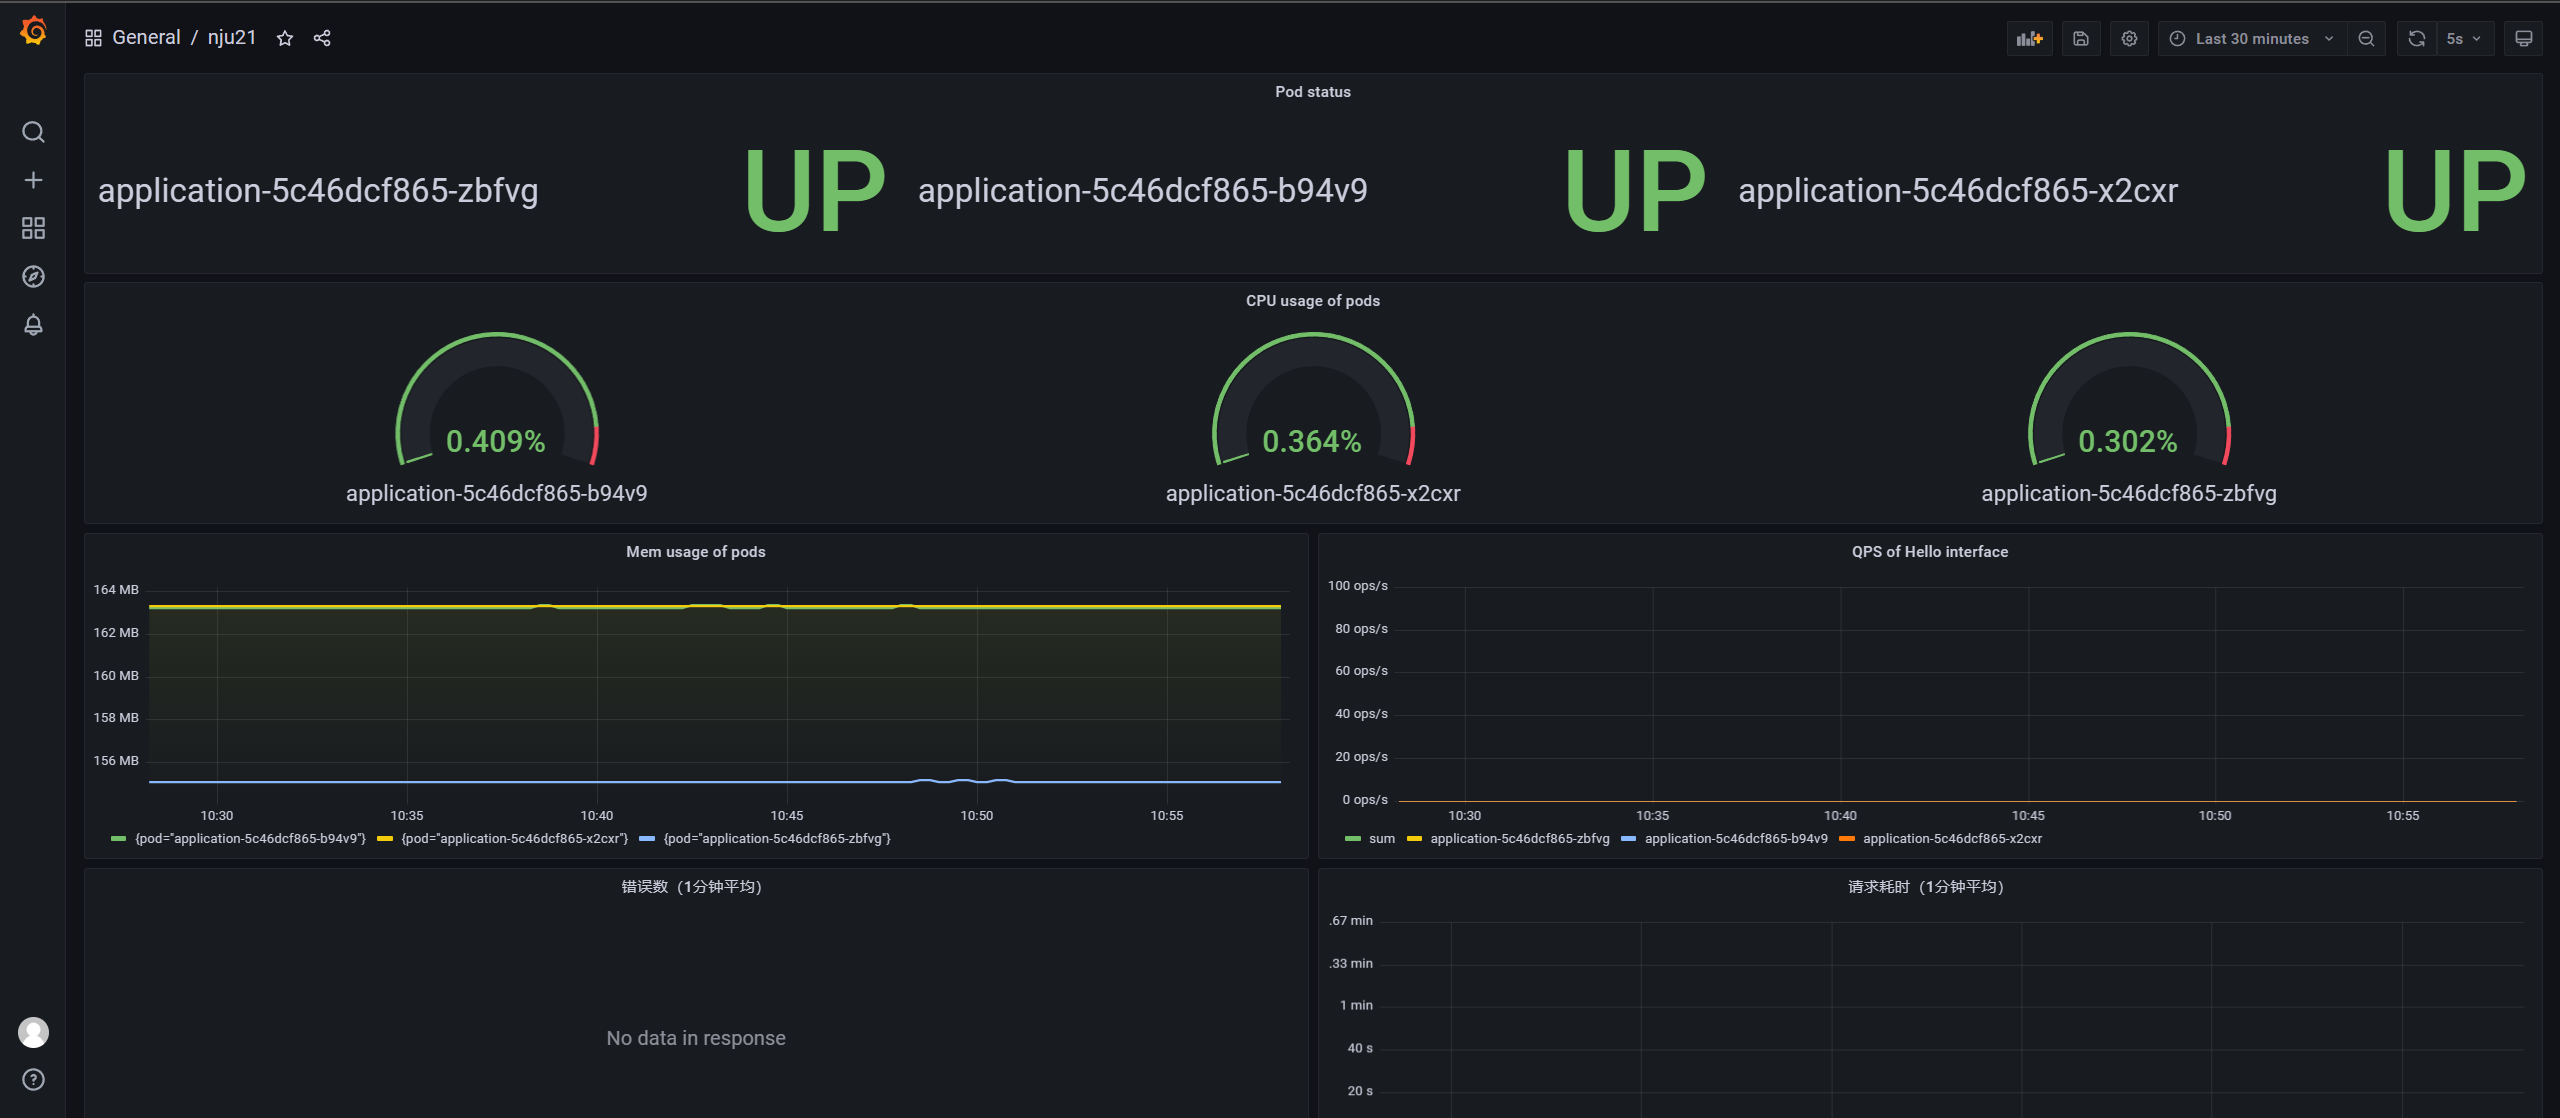 General / nju21
Last 30 minutes
5s
Pod status
application-5c46dcf865-zbfvg UP application-5c46dcf865-b94v9 UP application-5c46dcf865-x2cxr UP
CPU usage of pods
0.409% 0.364% 0.302%
application-5c46dcf865-b94v9 application-5c46dcf865-x2cxr application-5c46dcf865-zbfvg
Mem usage of pods
164 MB
162 MB
160 MB
158 MB
156 MB
10:30 10:35 10:40 10:45 10:50 10:55
{pod="application-5c46dcf865-b94v9"} {pod="application-5c46dcf865-x2cxr"} {pod="application-5c46dcf865-zbfvg"}
QPS of Hello interface
100 ops/s
80 ops/s
60 ops/s
40 ops/s
20 ops/s
0 ops/s
10:30 10:35 10:40 10:45 10:50 10:55
sum application-5c46dcf865-zbfvg application-5c46dcf865-b94v9 application-5c46dcf865-x2cxr
错误数（1分钟平均）
No data in response
请求耗时（1分钟平均）
.67 min
.33 min
1 min
40 s
20 s